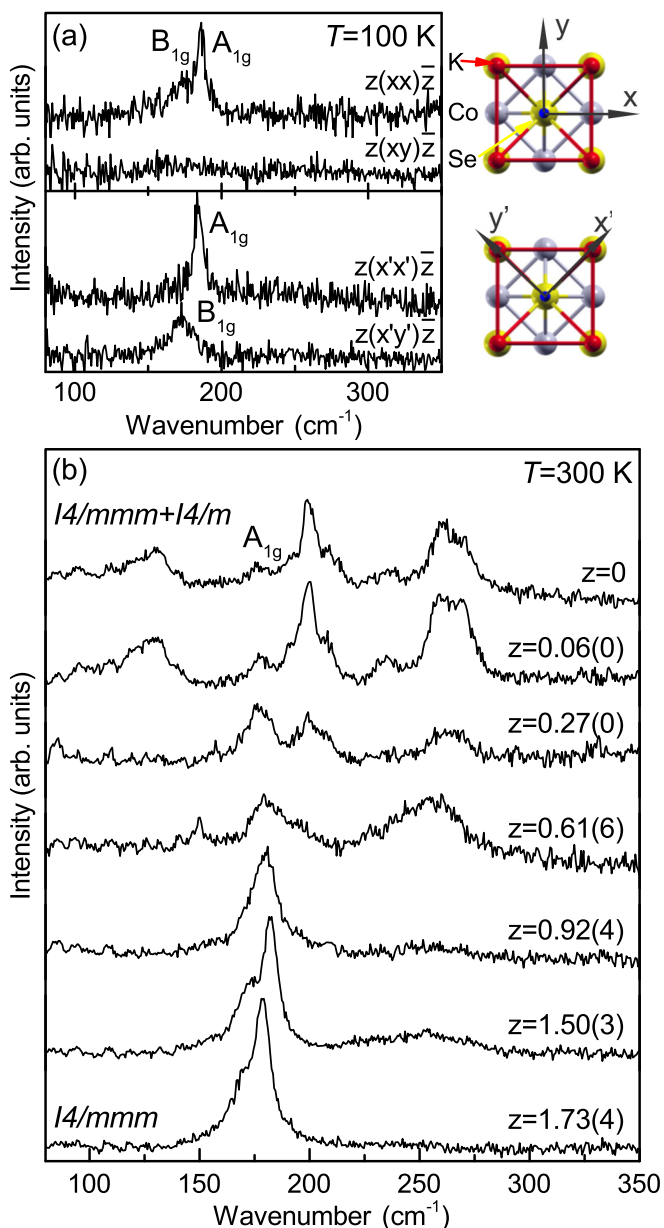 (a)
T=100 K
B1g A1g
z(xx)z̅
z(xy)z̅
A1g
z(x'x')z̅
B1g
z(x'y')z̅
Intensity (arb. units)
100 200 300
Wavenumber (cm-1)
y
K
Co
x
Se
y' x'
(b)
T=300 K
I4/mmm+I4/m
A1g
z=0
z=0.06(0)
z=0.27(0)
z=0.61(6)
z=0.92(4)
z=1.50(3)
I4/mmm
z=1.73(4)
Intensity (arb. units)
100 150 200 250 300 350
Wavenumber (cm-1)